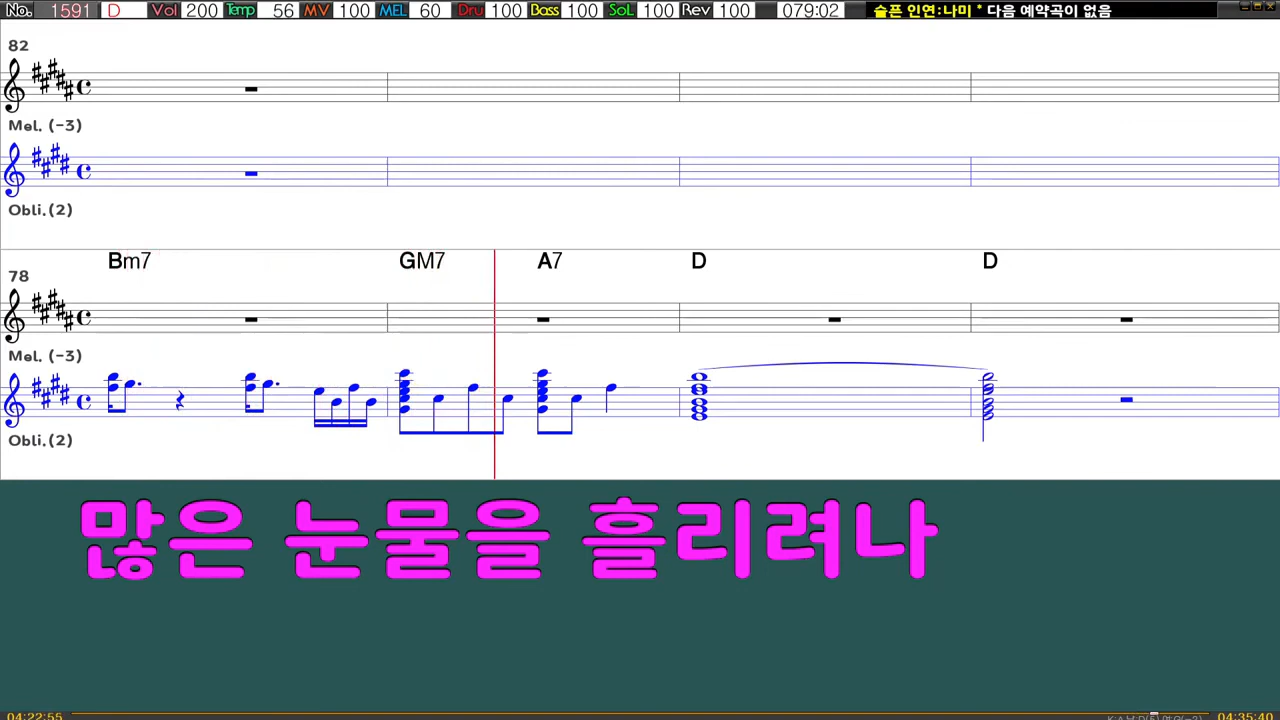 No. 1591 D Vol 200 Temp 56 MV 100 MEL 60 Dru 100 Bass 100 SoL 100 Rev 100 079:02 슬픈 인연:나미 * 다음 예약곡이 없음
82
Mel. (-3)
Obli.(2)
Bm7 GM7 A7 D D
78
Mel. (-3)
Obli.(2)
많은 눈물을 흘리려나
04:22:55 04:35:40